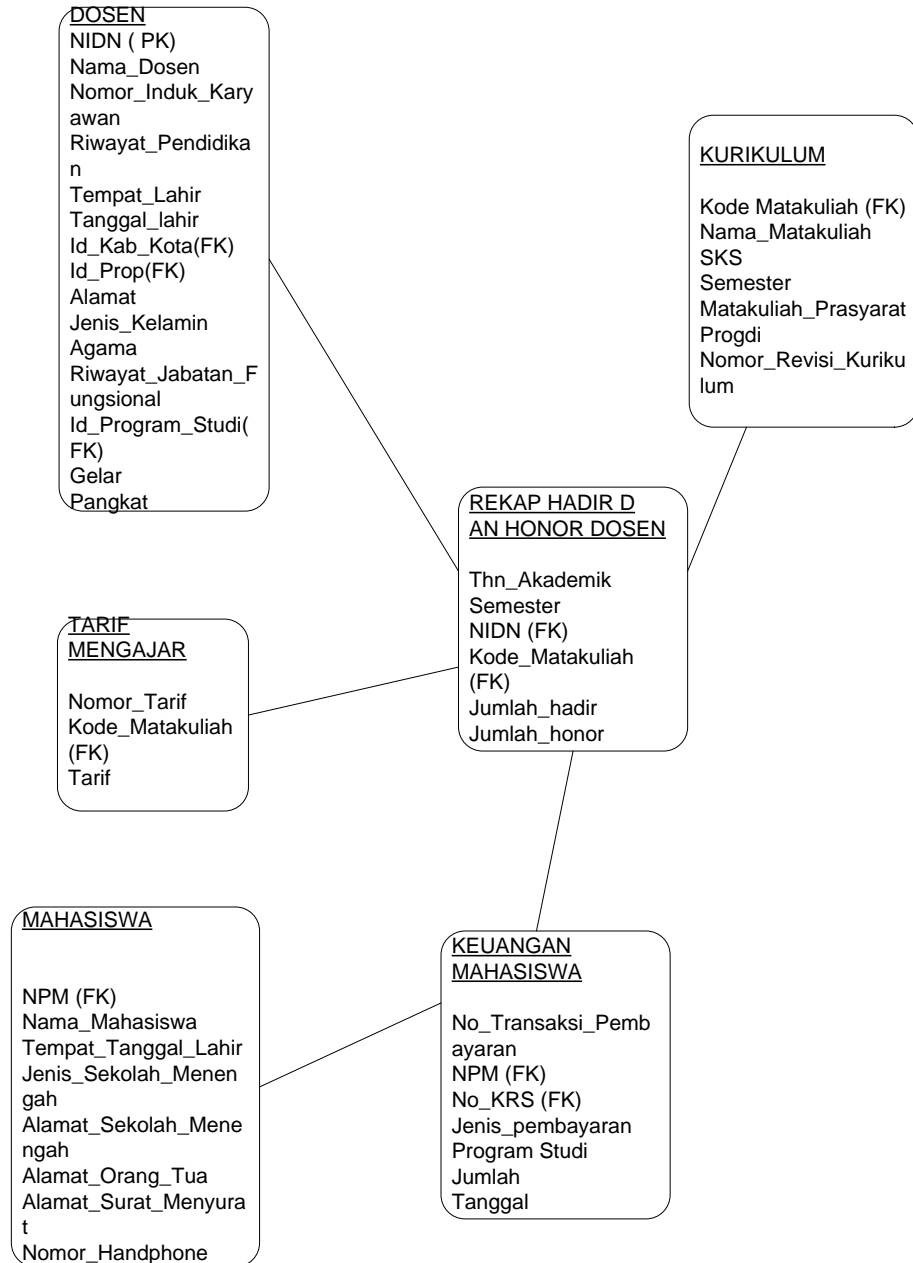 DOSEN
NIDN ( PK)
Nama_Dosen
Nomor_Induk_Kary
awan
Riwayat_Pendidika
n
Tempat_Lahir
Tanggal_lahir
Id_Kab_Kota(FK)
Id_Prop(FK)
Alamat
Jenis_Kelamin
Agama
Riwayat_Jabatan_F
ungsional
Id_Program_Studi(
FK)
Gelar
Pangkat
KURIKULUM
Kode Matakuliah (FK)
Nama_Matakuliah
SKS
Semester
Matakuliah_Prasyarat
Progdi
Nomor_Revisi_Kuriku
lum
REKAP HADIR D
AN HONOR DOSEN
Thn_Akademik
Semester
NIDN (FK)
Kode_Matakuliah
(FK)
Jumlah_hadir
Jumlah_honor
TARIF
MENGAJAR
Nomor_Tarif
Kode_Matakuliah
(FK)
Tarif
MAHASISWA
NPM (FK)
Nama_Mahasiswa
Tempat_Tanggal_Lahir
Jenis_Sekolah_Menen
gah
Alamat_Sekolah_Mene
ngah
Alamat_Orang_Tua
Alamat_Surat_Menyura
t
Nomor_Handphone
KEUANGAN
MAHASISWA
No_Transaksi_Pemb
ayaran
NPM (FK)
No_KRS (FK)
Jenis_pembayaran
Program Studi
Jumlah
Tanggal